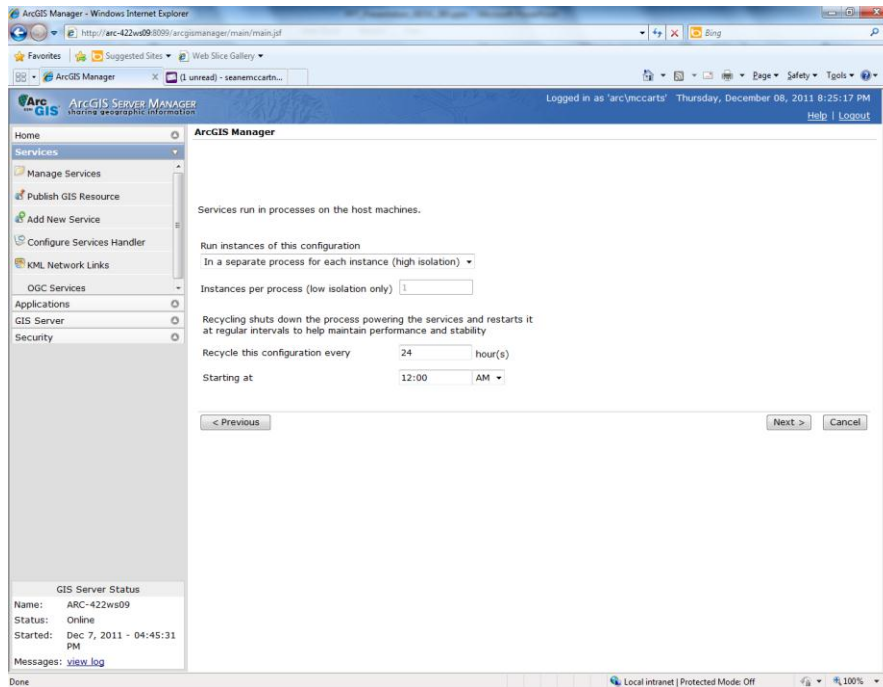 ArcGIS Manager - Windows Internet Explorer
http://arc-422ws09:8099/arcgismanager/main/main.jsf
Bing
Favorites Suggested Sites Web Slice Gallery
ArcGIS Manager X (1 unread) - seanemccartn... Page Safety Tools
ArcGIS ARCGIS SERVER MANAGER Logged in as 'arc\mccarts' Thursday, December 08, 2011 8:25:17 PM
sharing geographic information
Help | Logout
Home
ArcGIS Manager
Services
Manage Services
Publish GIS Resource
Add New Service
Configure Services Handler
KML Network Links
OGC Services
Applications
GIS Server
Security
Services run in processes on the host machines.
Run instances of this configuration
In a separate process for each instance (high isolation)
Instances per process (low isolation only) 1
Recycling shuts down the process powering the services and restarts it
at regular intervals to help maintain performance and stability
Recycle this configuration every 24 hour(s)
Starting at 12:00 AM
< Previous Next > Cancel
GIS Server Status
Name: ARC-422ws09
Status: Online
Started: Dec 7, 2011 - 04:45:31
PM
Messages: view log
Done Local intranet | Protected Mode: Off 100%